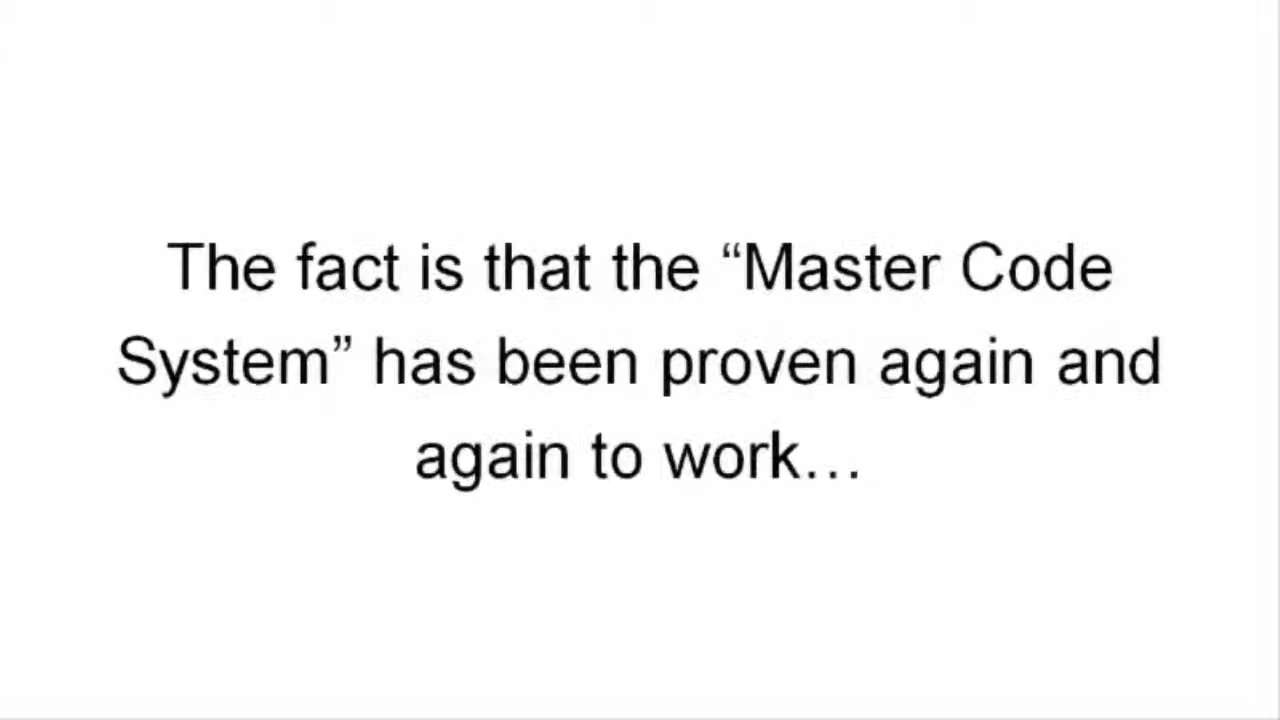 The fact is that the “Master Code
System” has been proven again and
again to work…